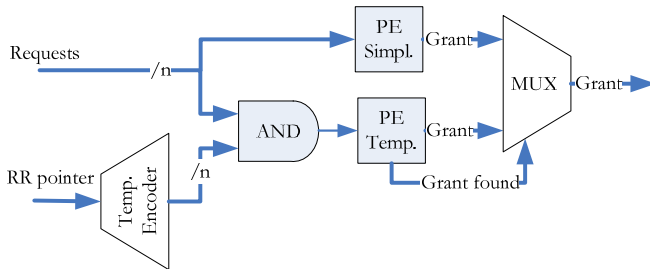 PE
Simpl.
Grant
Requests
/n
MUX
Grant
AND
PE
Temp.
Grant
/n
RR pointer
Temp.
Encoder
Grant found